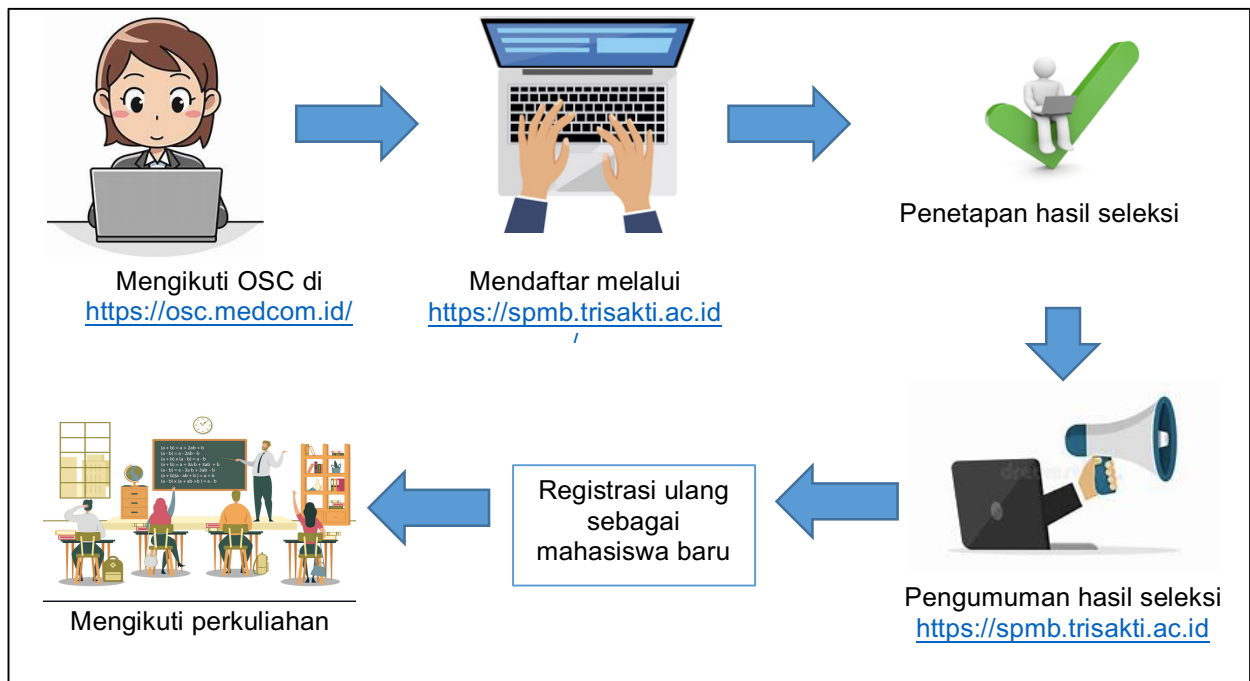 Mengikuti OSC di
https://osc.medcom.id/
Mendaftar melalui
https://spmb.trisakti.ac.id
/
Penetapan hasil seleksi
Pengumuman hasil seleksi
https://spmb.trisakti.ac.id
Registrasi ulang
sebagai
mahasiswa baru
Mengikuti perkuliahan